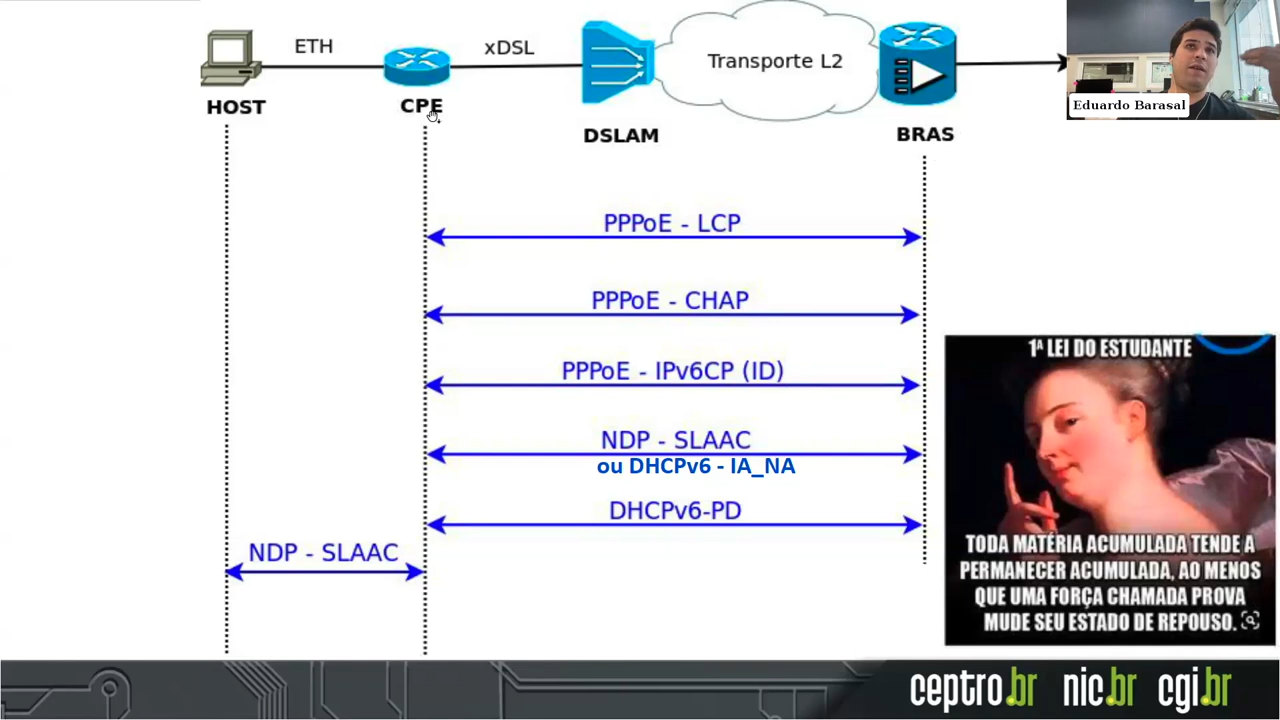 ETH
xDSL
Transporte L2
HOST
CPE
DSLAM
BRAS
Eduardo Barasal
PPPoE - LCP
PPPoE - CHAP
PPPoE - IPv6CP (ID)
NDP - SLAAC
ou DHCPv6 - IA_NA
DHCPv6-PD
NDP - SLAAC
1ª LEI DO ESTUDANTE
TODA MATÉRIA ACUMULADA TENDE A
PERMANECER ACUMULADA, AO MENOS
QUE UMA FORÇA CHAMADA PROVA
MUDE SEU ESTADO DE REPOUSO.
ceptro.br nic.br cgi.br